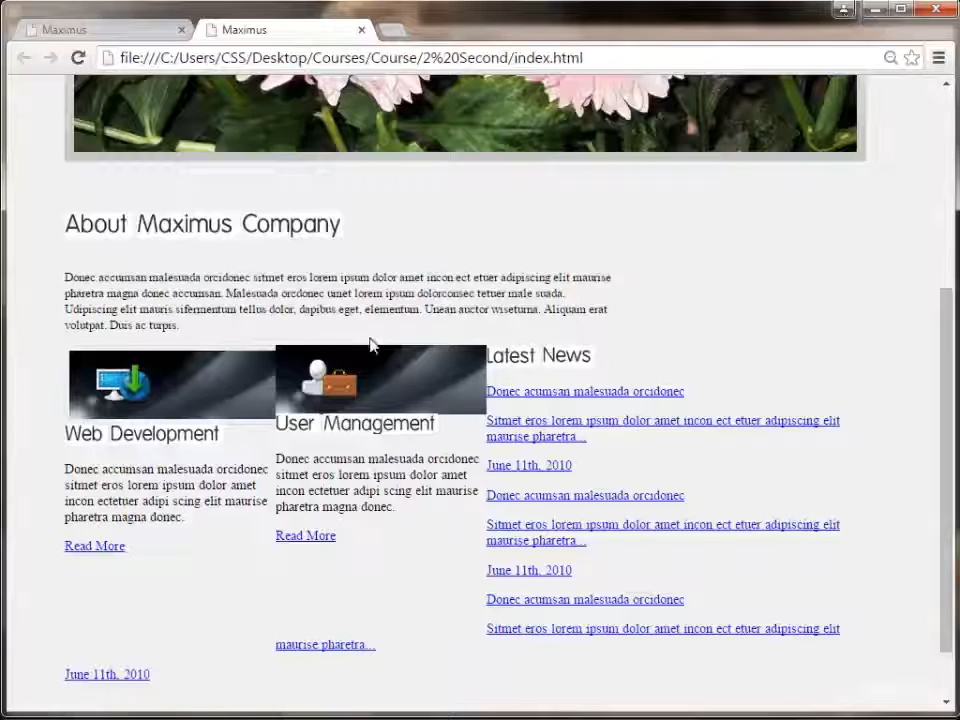 Maximus
Maximus
file:///C:/Users/CSS/Desktop/Courses/Course/2%20Second/index.html
About Maximus Company
Donec accumsan malesuada orcidonec sitmet eros lorem ipsum dolor amet incon ect etuer adipiscing elit maurise
pharetra magna donec accumsan. Malesuada orcdonec umet lorem ipsum dolorconsec tetuer male suada.
Udipiscing elit mauris sifermentum tellus dolor, dapibus eget, elementum. Unean auctor wisetuma. Aliquam erat
volutpat. Duis ac turpis.
Web Development
Donec accumsan malesuada orcidonec
sitmet eros lorem ipsum dolor amet
incon ectetuer adipi scing elit maurise
pharetra magna donec.
Read More
User Management
Donec accumsan malesuada orcidonec
sitmet eros lorem ipsum dolor amet
incon ectetuer adipi scing elit maurise
pharetra magna donec.
Read More
Latest News
Donec acumsan malesuada orcidonec
Sitmet eros lorem ipsum dolor amet incon ect etuer adipiscing elit
maurise pharetra...
June 11th, 2010
Donec acumsan malesuada orcidonec
Sitmet eros lorem ipsum dolor amet incon ect etuer adipiscing elit
maurise pharetra...
June 11th, 2010
Donec acumsan malesuada orcidonec
Sitmet eros lorem ipsum dolor amet incon ect etuer adipiscing elit
maurise pharetra...
June 11th, 2010